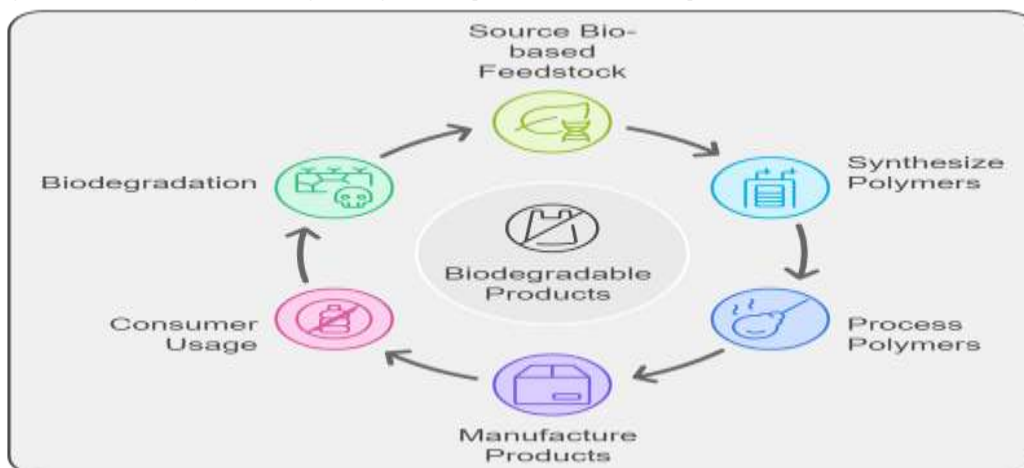 Source Bio-
based
Feedstock
Synthesize
Polymers
Process
Polymers
Manufacture
Products
Consumer
Usage
Biodegradation
Biodegradable
Products